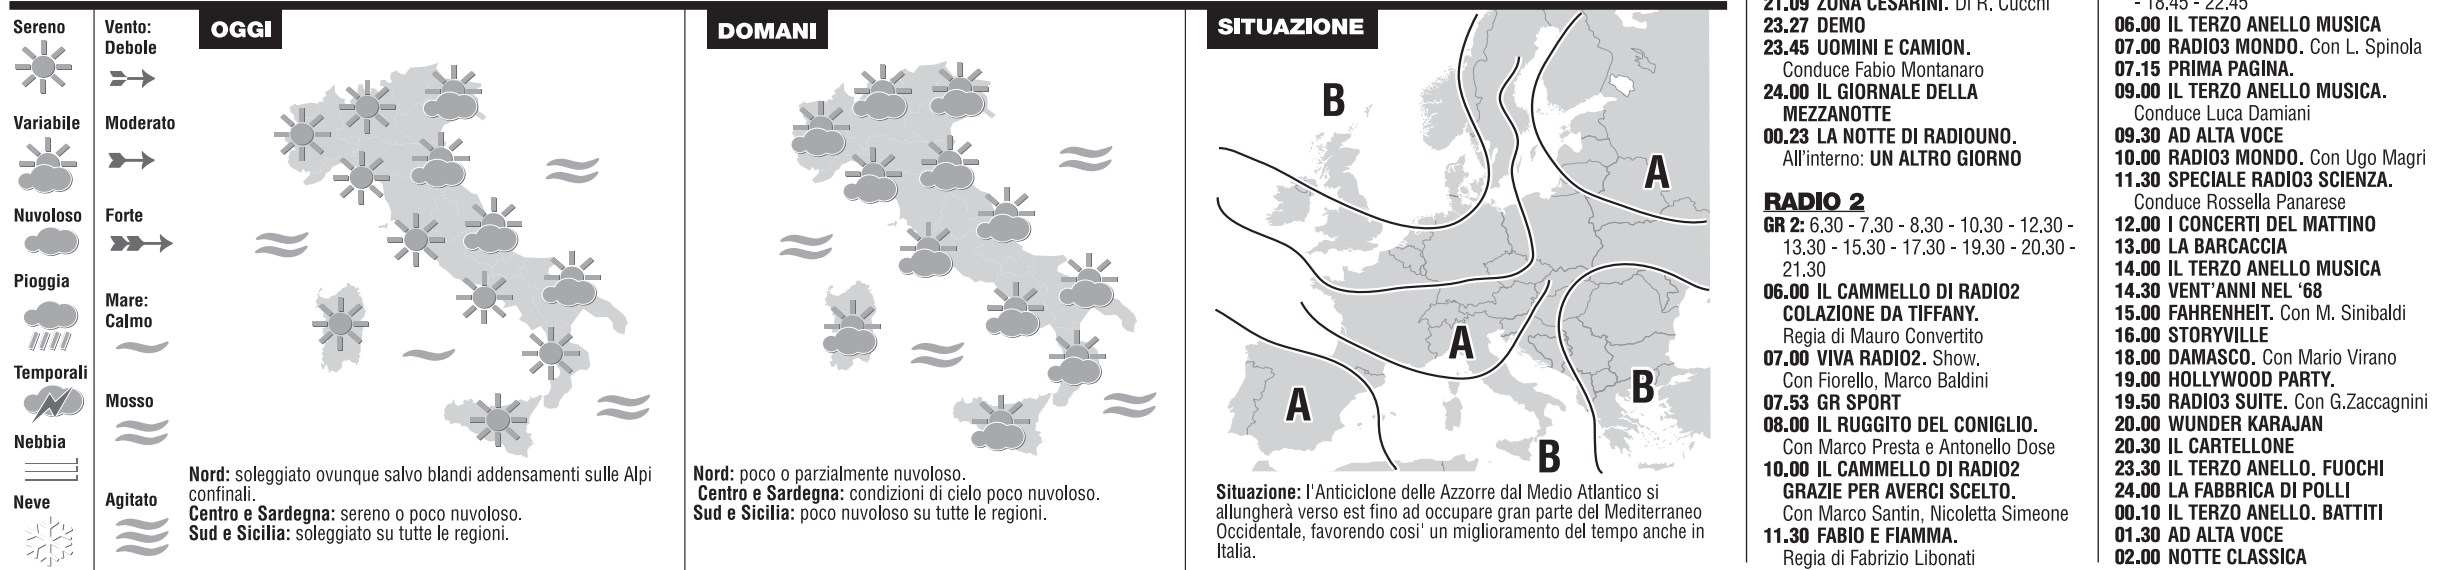 Sereno
Variabile
Nuvoloso
Pioggia
Temporali
Nebbia
Neve
Vento:
Debole
Moderato
Forte
Mare:
Calmo
Mosso
Agitato
OGGI
Nord: soleggiato ovunque salvo blandi addensamenti sulle Alpi
confinali.
Centro e Sardegna: sereno o poco nuvoloso.
Sud e Sicilia: soleggiato su tutte le regioni.
DOMANI
Nord: poco o parzialmente nuvoloso.
Centro e Sardegna: condizioni di cielo poco nuvoloso.
Sud e Sicilia: poco nuvoloso su tutte le regioni.
SITUAZIONE
B
A
A
A
B
B
Situazione: l'Anticiclone delle Azzorre dal Medio Atlantico si
allungherà verso est fino ad occupare gran parte del Mediterraneo
Occidentale, favorendo cosi' un miglioramento del tempo anche in
Italia.
21.09 ZONA CESARINI. Di R. Cucchi
23.27 DEMO
23.45 UOMINI E CAMION.
Conduce Fabio Montanaro
24.00 IL GIORNALE DELLA
MEZZANOTTE
00.23 LA NOTTE DI RADIOUNO.
All'interno: UN ALTRO GIORNO
RADIO 2
GR 2: 6.30 - 7.30 - 8.30 - 10.30 - 12.30 -
13.30 - 15.30 - 17.30 - 19.30 - 20.30 -
21.30
06.00 IL CAMMELLO DI RADIO2
COLAZIONE DA TIFFANY.
Regia di Mauro Convertito
07.00 VIVA RADIO2. Show.
Con Fiorello, Marco Baldini
07.53 GR SPORT
08.00 IL RUGGITO DEL CONIGLIO.
Con Marco Presta e Antonello Dose
10.00 IL CAMMELLO DI RADIO2
GRAZIE PER AVERCI SCELTO.
Con Marco Santin, Nicoletta Simeone
11.30 FABIO E FIAMMA.
Regia di Fabrizio Libonati
- 18.45 - 22.45
06.00 IL TERZO ANELLO MUSICA
07.00 RADIO3 MONDO. Con L. Spinola
07.15 PRIMA PAGINA.
09.00 IL TERZO ANELLO MUSICA.
Conduce Luca Damiani
09.30 AD ALTA VOCE
10.00 RADIO3 MONDO. Con Ugo Magri
11.30 SPECIALE RADIO3 SCIENZA.
Conduce Rossella Panarese
12.00 I CONCERTI DEL MATTINO
13.00 LA BARCACCIA
14.00 IL TERZO ANELLO MUSICA
14.30 VENT'ANNI NEL ‘68
15.00 FAHRENHEIT. Con M. Sinibaldi
16.00 STORYVILLE
18.00 DAMASCO. Con Mario Virano
19.00 HOLLYWOOD PARTY.
19.50 RADIO3 SUITE. Con G.Zaccagnini
20.00 WUNDER KARAJAN
20.30 IL CARTELLONE
23.30 IL TERZO ANELLO. FUOCHI
24.00 LA FABBRICA DI POLLI
00.10 IL TERZO ANELLO. BATTITI
01.30 AD ALTA VOCE
02.00 NOTTE CLASSICA